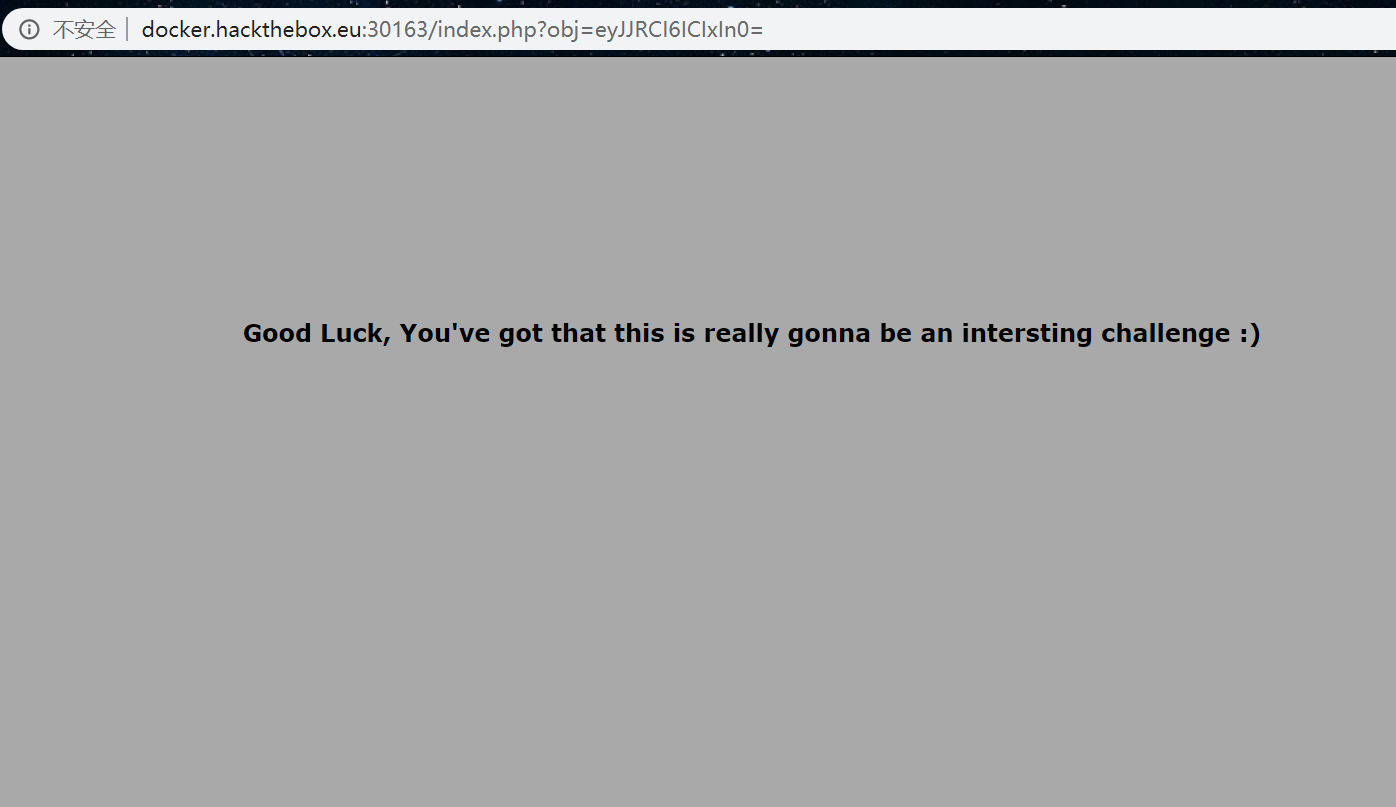 不安全 docker.hackthebox.eu:30163/index.php?obj=eyJJRCI6ICIxIn0=
Good Luck, You've got that this is really gonna be an intersting challenge :)